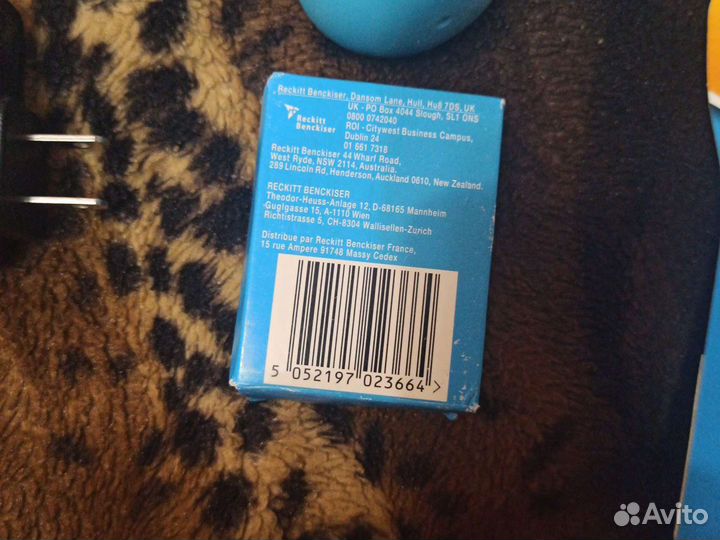 Reckitt Benckiser, Dansom Lane, Hull, Hu8 7DS, UK
UK - PO Box 4044 Slough, SL1 0NS
0800 0742040
Reckitt
Benckiser
ROI - Citywest Business Campus,
Dublin 24
01 661 7318
Reckitt Benckiser 44 Wharf Road,
West Ryde, NSW 2114, Australia.
289 Lincoln Rd, Henderson, Auckland 0610, New Zealand.
RECKITT BENCKISER
Theodor-Heuss-Anlage 12, D-68165 Mannheim
Guglgasse 15, A-1110 Wien
Richtistrasse 5, CH-8304 Wallisellen-Zurich
Distribue par Reckitt Benckiser France,
15 rue Ampere 91748 Massy Cedex
5 052197 023664 >
Avito